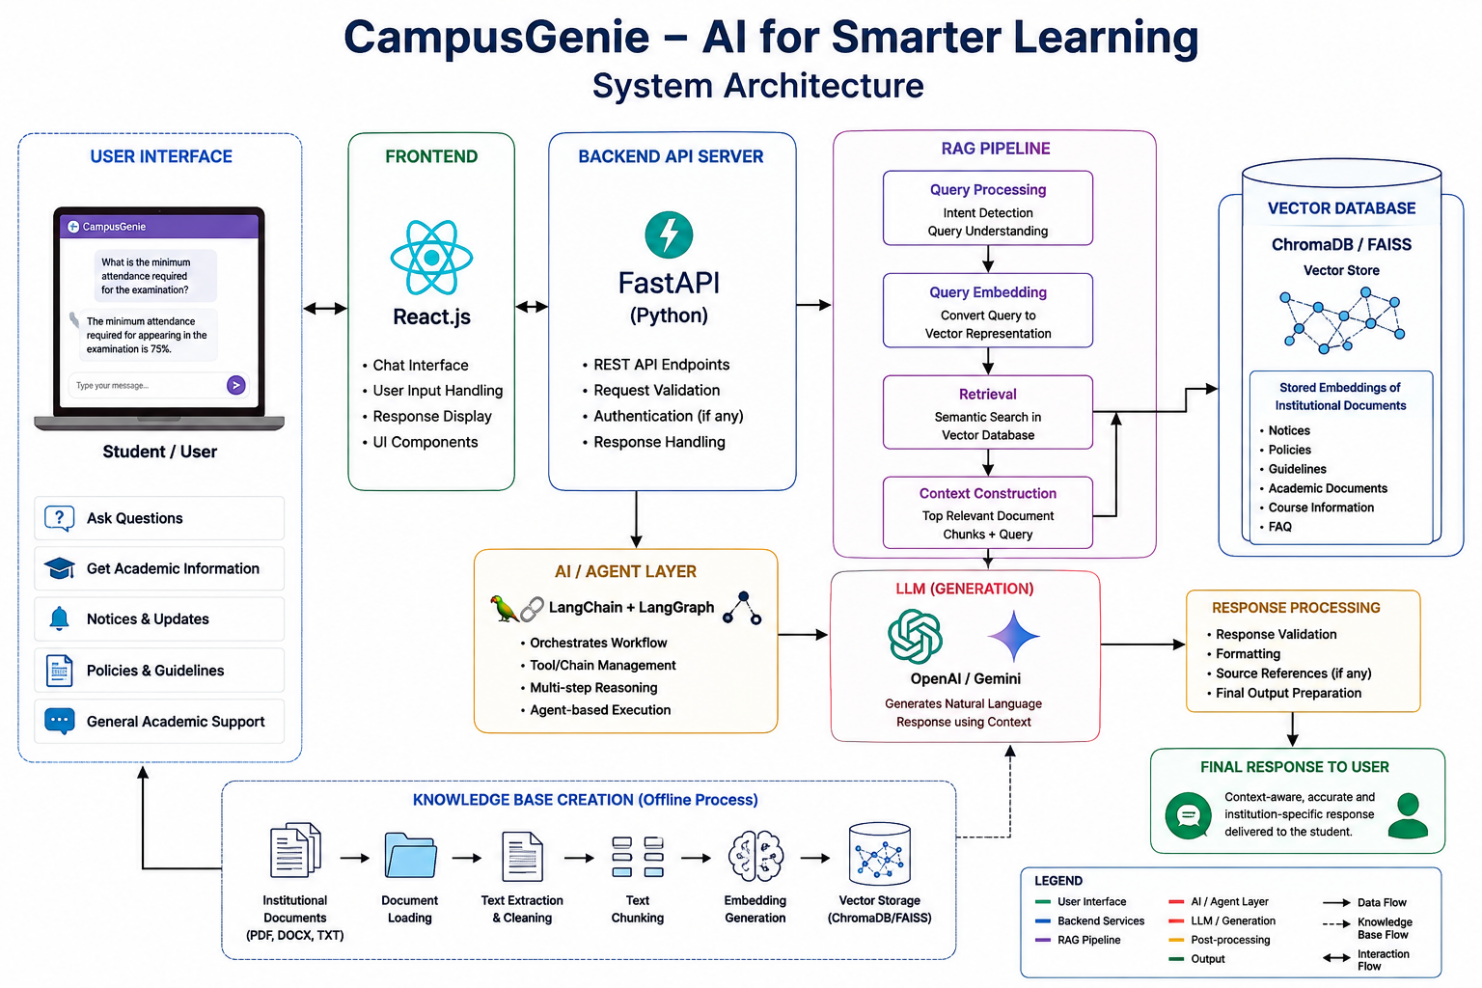 CampusGenie – AI for Smarter Learning
System Architecture
USER INTERFACE
CampusGenie
What is the minimum
attendance required
for the examination?
The minimum attendance
required for appearing in the
examination is 75%.
Type your message...
Student / User
Ask Questions
Get Academic Information
Notices & Updates
Policies & Guidelines
General Academic Support
FRONTEND
React.js
• Chat Interface
• User Input Handling
• Response Display
• UI Components
BACKEND API SERVER
FastAPI
(Python)
• REST API Endpoints
• Request Validation
• Authentication (if any)
• Response Handling
RAG PIPELINE
Query Processing
Intent Detection
Query Understanding
Query Embedding
Convert Query to
Vector Representation
Retrieval
Semantic Search in
Vector Database
Context Construction
Top Relevant Document
Chunks + Query
VECTOR DATABASE
ChromaDB / FAISS
Vector Store
Stored Embeddings of
Institutional Documents
• Notices
• Policies
• Guidelines
• Academic Documents
• Course Information
• FAQ
AI / AGENT LAYER
LangChain + LangGraph
• Orchestrates Workflow
• Tool/Chain Management
• Multi-step Reasoning
• Agent-based Execution
LLM (GENERATION)
OpenAI / Gemini
Generates Natural Language
Response using Context
RESPONSE PROCESSING
• Response Validation
• Formatting
• Source References (if any)
• Final Output Preparation
FINAL RESPONSE TO USER
Context-aware, accurate and
institution-specific response
delivered to the student.
KNOWLEDGE BASE CREATION (Offline Process)
Institutional
Documents
(PDF, DOCX, TXT)
Document
Loading
Text Extraction
& Cleaning
Text
Chunking
Embedding
Generation
Vector Storage
(ChromaDB/FAISS)
LEGEND
User Interface
Backend Services
RAG Pipeline
AI / Agent Layer
LLM / Generation
Post-processing
Output
Data Flow
Knowledge
Base Flow
Interaction
Flow